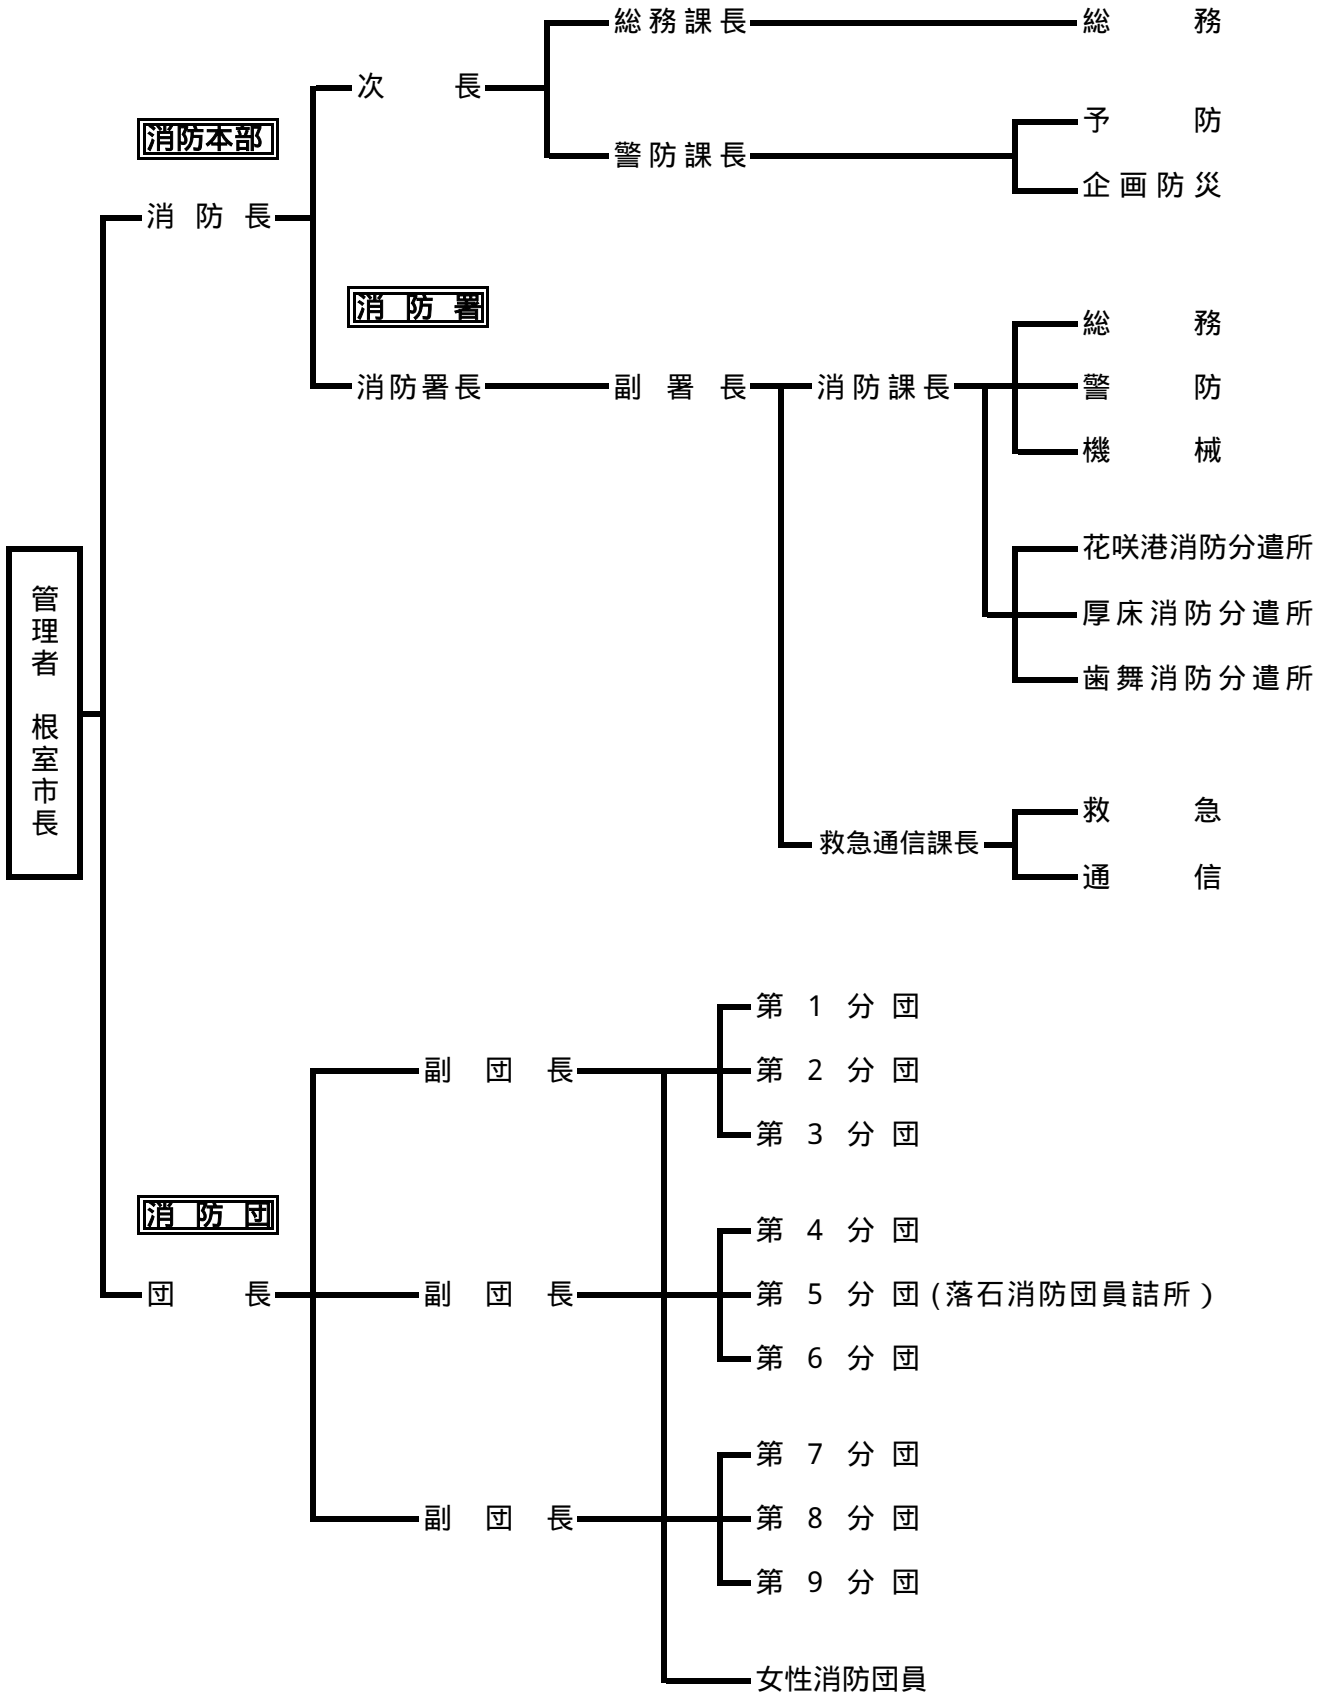 総務課長 総務
次長
消防本部
予防
警防課長
企画防災
消防長
消防署
総務
消防署長 副署長 消防課長 警防
機械
花咲港消防分遣所
管理者 根室市長
厚床消防分遣所
歯舞消防分遣所
救急
救急通信課長
通信
第1分団
副団長 第2分団
第3分団
消防団
第4分団
団長 副団長 第5分団(落石消防団員詰所)
第6分団
第7分団
副団長 第8分団
第9分団
女性消防団員